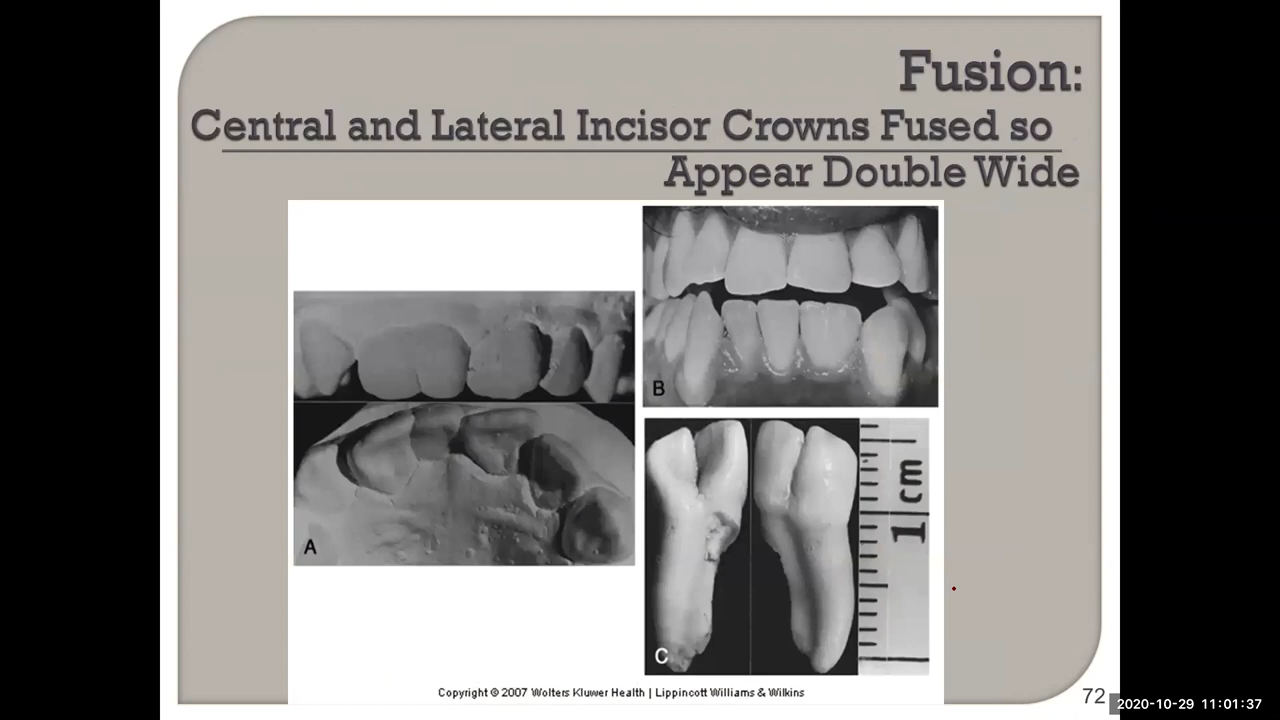 Fusion:
Central and Lateral Incisor Crowns Fused so
Appear Double Wide
A
B
C
1 cm
Copyright © 2007 Wolters Kluwer Health | Lippincott Williams & Wilkins
72
2020-10-29 11:01:37